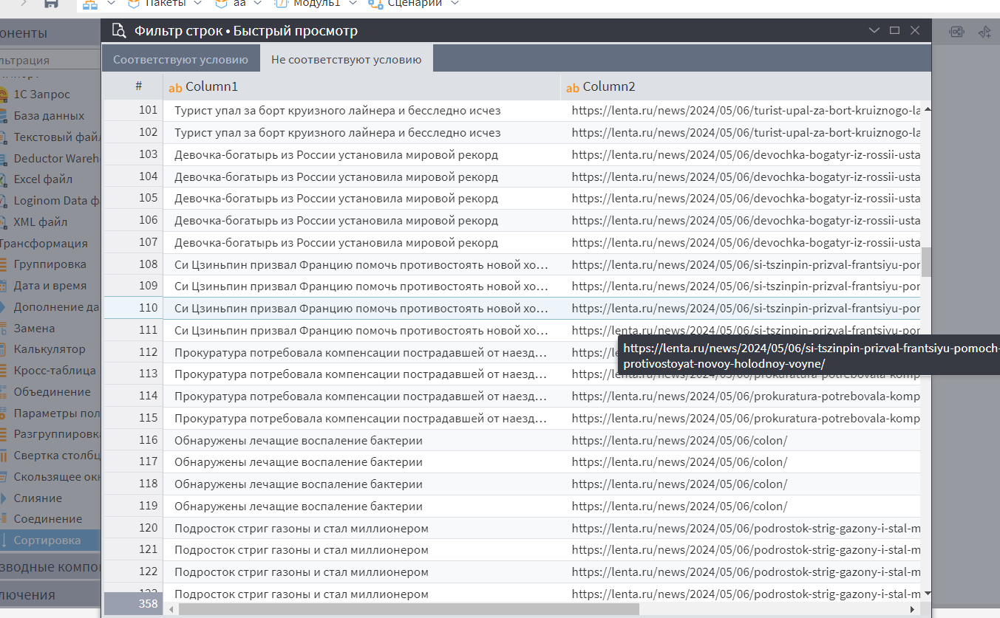 Пакеты аа Модуль1 Сценарии
оненты
Фильтр строк • Быстрый просмотр
льтрация
Соответствуют условию Не соответствуют условию
# ab Column1 ab Column2
1С Запрос
База данных
Текстовый файл
Deductor Wareh
Excel файл
Loginom Data ф
XML файл
Трансформация
Группировка
Дата и время
Дополнение да
Замена
Калькулятор
Кросс-таблица
Объединение
Параметры пол
Разгруппировка
Свертка столбц
Скользящее окн
Слияние
Соединение
Сортировка
зводные компо
лючения
101 Турист упал за борт круизного лайнера и бесследно исчез https://lenta.ru/news/2024/05/06/turist-upal-za-bort-kruiznogo-la
102 Турист упал за борт круизного лайнера и бесследно исчез https://lenta.ru/news/2024/05/06/turist-upal-za-bort-kruiznogo-la
103 Девочка-богатырь из России установила мировой рекорд https://lenta.ru/news/2024/05/06/devochka-bogatyr-iz-rossii-usta
104 Девочка-богатырь из России установила мировой рекорд https://lenta.ru/news/2024/05/06/devochka-bogatyr-iz-rossii-usta
105 Девочка-богатырь из России установила мировой рекорд https://lenta.ru/news/2024/05/06/devochka-bogatyr-iz-rossii-usta
106 Девочка-богатырь из России установила мировой рекорд https://lenta.ru/news/2024/05/06/devochka-bogatyr-iz-rossii-usta
107 Девочка-богатырь из России установила мировой рекорд https://lenta.ru/news/2024/05/06/devochka-bogatyr-iz-rossii-usta
108 Си Цзиньпин призвал Францию помочь противостоять новой хо… https://lenta.ru/news/2024/05/06/si-tszinpin-prizval-frantsiyu-por
109 Си Цзиньпин призвал Францию помочь противостоять новой хо… https://lenta.ru/news/2024/05/06/si-tszinpin-prizval-frantsiyu-por
110 Си Цзиньпин призвал Францию помочь противостоять новой хо… https://lenta.ru/news/2024/05/06/si-tszinpin-prizval-frantsiyu-por
111 Си Цзиньпин призвал Францию помочь противостоять новой хо… https://lenta.ru/news/2024/05/06/si-tszinpin-prizval-frantsiyu-por
https://lenta.ru/news/2024/05/06/si-tszinpin-prizval-frantsiyu-pomoch-
protivostoyat-novoy-holodnoy-voyne/
112 Прокуратура потребовала компенсации пострадавшей от наезд… https://le
113 Прокуратура потребовала компенсации пострадавшей от наезд… https://lenta.ru/news/2024/05/06/prokuratura-potrebovala-komp
114 Прокуратура потребовала компенсации пострадавшей от наезд… https://lenta.ru/news/2024/05/06/prokuratura-potrebovala-komp
115 Прокуратура потребовала компенсации пострадавшей от наезд… https://lenta.ru/news/2024/05/06/prokuratura-potrebovala-komp
116 Обнаружены лечащие воспаление бактерии https://lenta.ru/news/2024/05/06/colon/
117 Обнаружены лечащие воспаление бактерии https://lenta.ru/news/2024/05/06/colon/
118 Обнаружены лечащие воспаление бактерии https://lenta.ru/news/2024/05/06/colon/
119 Обнаружены лечащие воспаление бактерии https://lenta.ru/news/2024/05/06/colon/
120 Подросток стриг газоны и стал миллионером https://lenta.ru/news/2024/05/06/podrostok-strig-gazony-i-stal-m
121 Подросток стриг газоны и стал миллионером https://lenta.ru/news/2024/05/06/podrostok-strig-gazony-i-stal-m
122 Подросток стриг газоны и стал миллионером https://lenta.ru/news/2024/05/06/podrostok-strig-gazony-i-stal-m
Подросток стриг газоны и стал миллионером https://lenta.ru/news/2024/05/06/podrostok-strig-gazony-i-stal-m
358